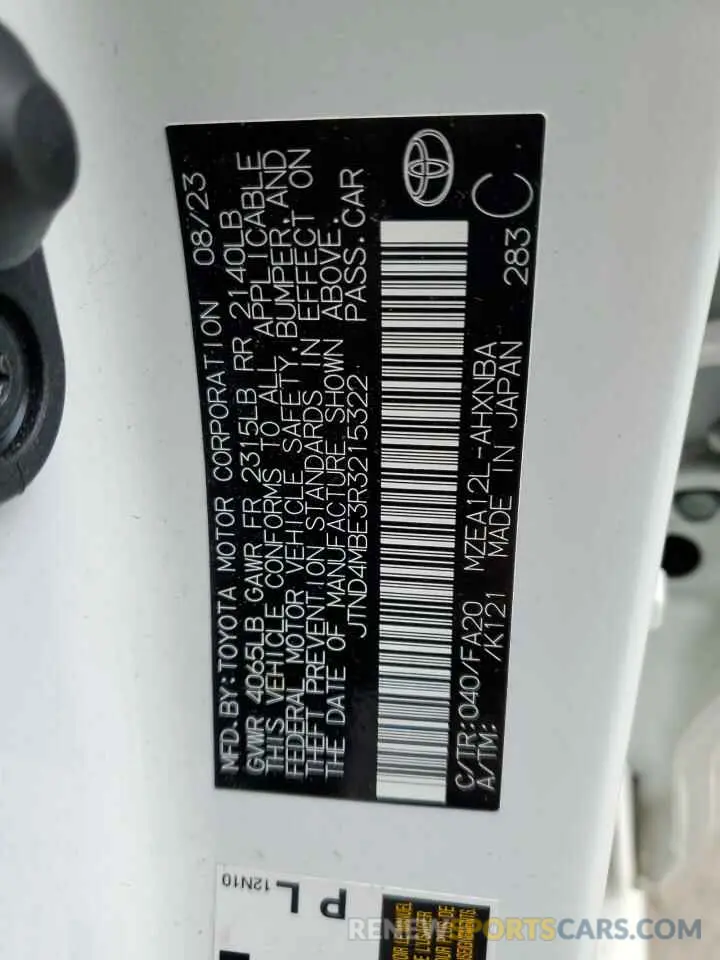 MFD.BY:TOYOTA MOTOR CORPORATION 08/23
GVWR 4065LB GAWR FR 2315LB RR 2140LB
THIS VEHICLE CONFORMS TO ALL APPLICABLE
FEDERAL MOTOR VEHICLE SAFETY, BUMPER, AND
THEFT PREVENTION STANDARDS IN EFFECT ON
THE DATE OF MANUFACTURE SHOWN ABOVE.
JTND4MBE3R3215322 PASS.CAR
C/TR:040/FA20 MZEA12L-AHXNBA
A/TM: /K121 MADE IN JAPAN 283 C
P L
12N10
RENEWSPORTSCARS.COM